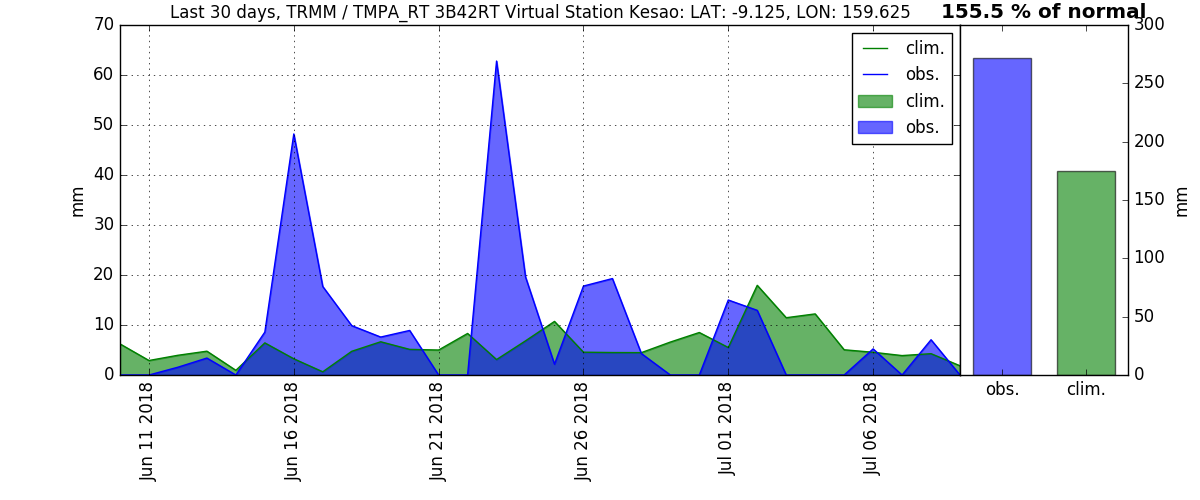 Last 30 days, TRMM / TMPA_RT 3B42RT Virtual Station Kesao: LAT: -9.125, LON: 159.625
155.5 % of normal
70
60
50
40
30
20
10
0
mm
clim.
obs.
clim.
obs.
Jun 11 2018
Jun 16 2018
Jun 21 2018
Jun 26 2018
Jul 01 2018
Jul 06 2018
300
250
200
150
100
50
0
mm
obs.
clim.